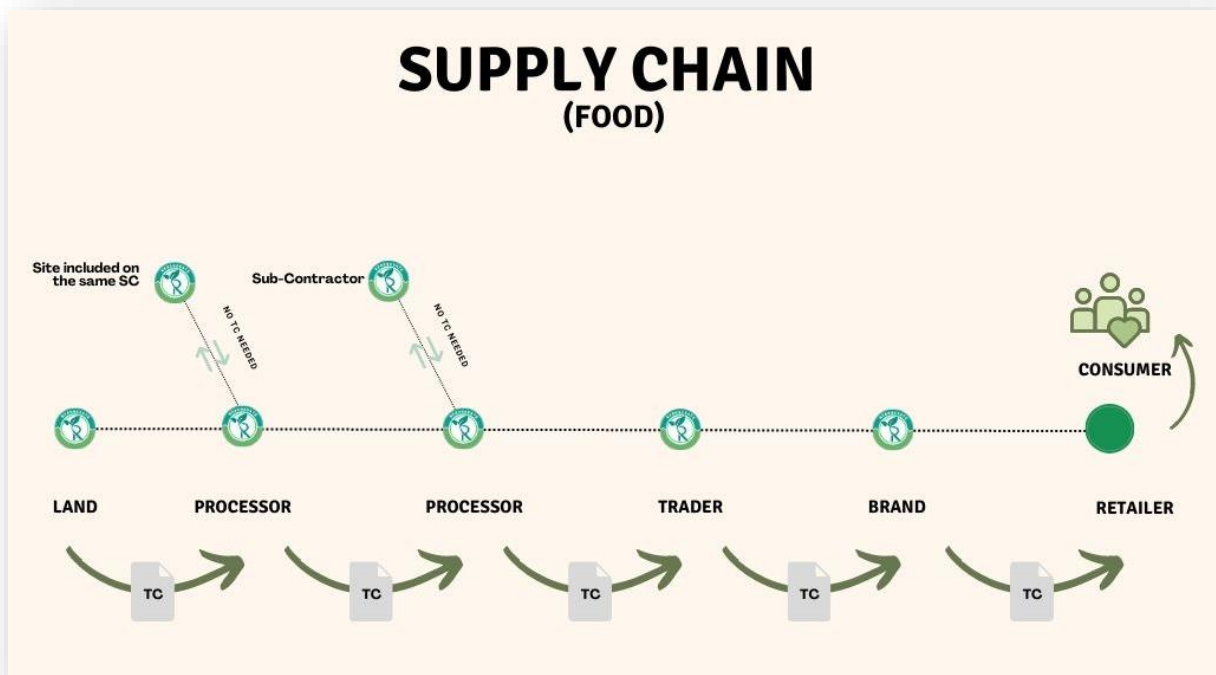 SUPPLY CHAIN
(FOOD)
Site included on
the same SC
Sub-Contractor
NO TC NEEDED
NO TC NEEDED
CONSUMER
LAND
PROCESSOR
PROCESSOR
TRADER
BRAND
RETAILER
TC
TC
TC
TC
TC